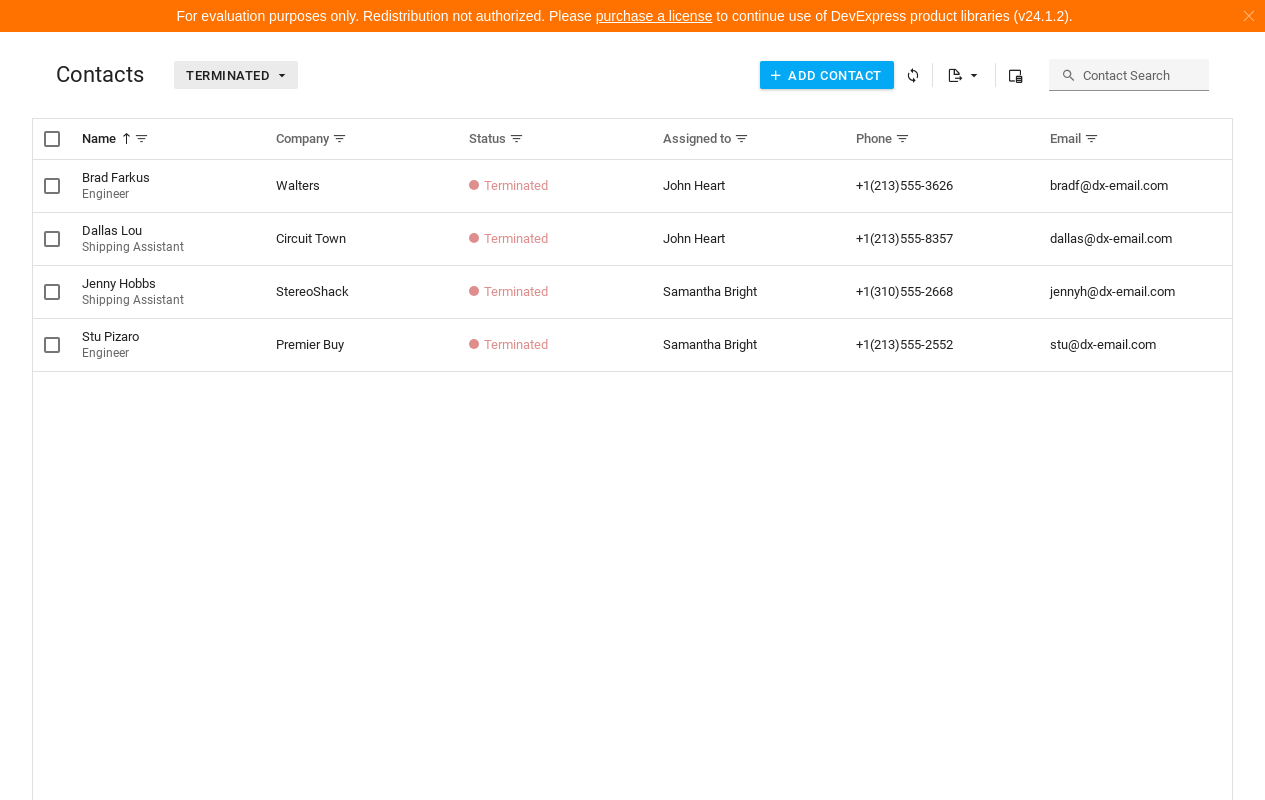 For evaluation purposes only. Redistribution not authorized. Please purchase a license to continue use of DevExpress product libraries (v24.1.2).
Contacts TERMINATED ADD CONTACT Contact Search
Name Company Status Assigned to Phone Email
Brad Farkus
Engineer
Walters Terminated John Heart +1(213)555-3626 bradf@dx-email.com
Dallas Lou
Shipping Assistant
Circuit Town Terminated John Heart +1(213)555-8357 dallas@dx-email.com
Jenny Hobbs
Shipping Assistant
StereoShack Terminated Samantha Bright +1(310)555-2668 jennyh@dx-email.com
Stu Pizaro
Engineer
Premier Buy Terminated Samantha Bright +1(213)555-2552 stu@dx-email.com